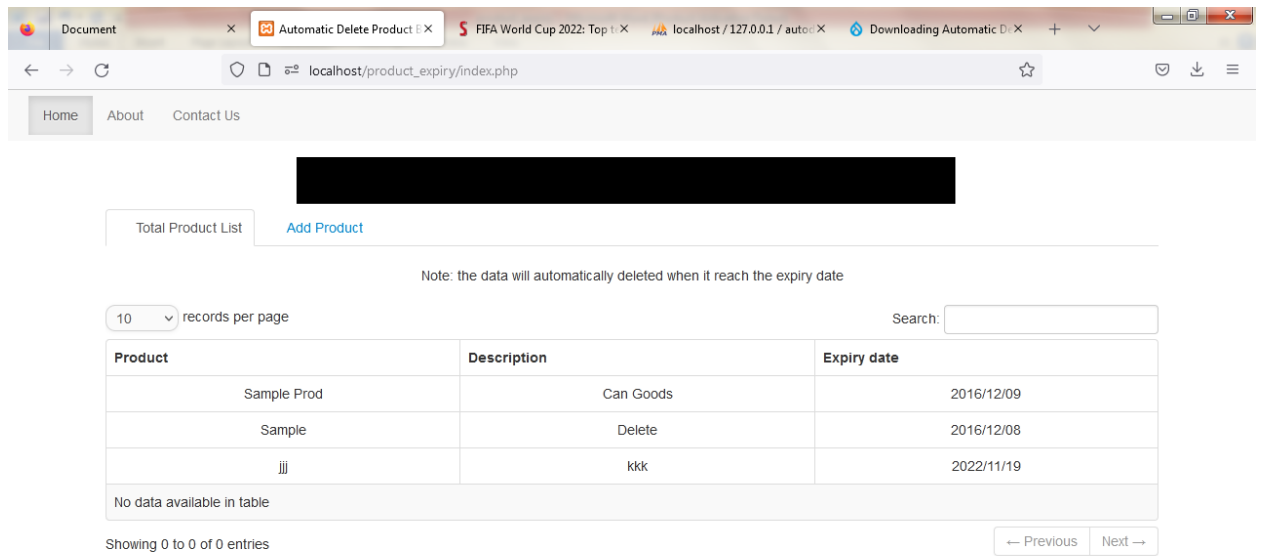 Document
Automatic Delete Product
FIFA World Cup 2022: Top
localhost / 127.0.0.1 /
Downloading Automatic
localhost/product_expiry/index.php
Home About Contact Us
Total Product List Add Product
Note: the data will automatically deleted when it reach the expiry date
10 records per page Search:
Product Description Expiry date
Sample Prod Can Goods 2016/12/09
Sample Delete 2016/12/08
jjj kkk 2022/11/19
No data available in table
Showing 0 to 0 of 0 entries ← Previous Next →